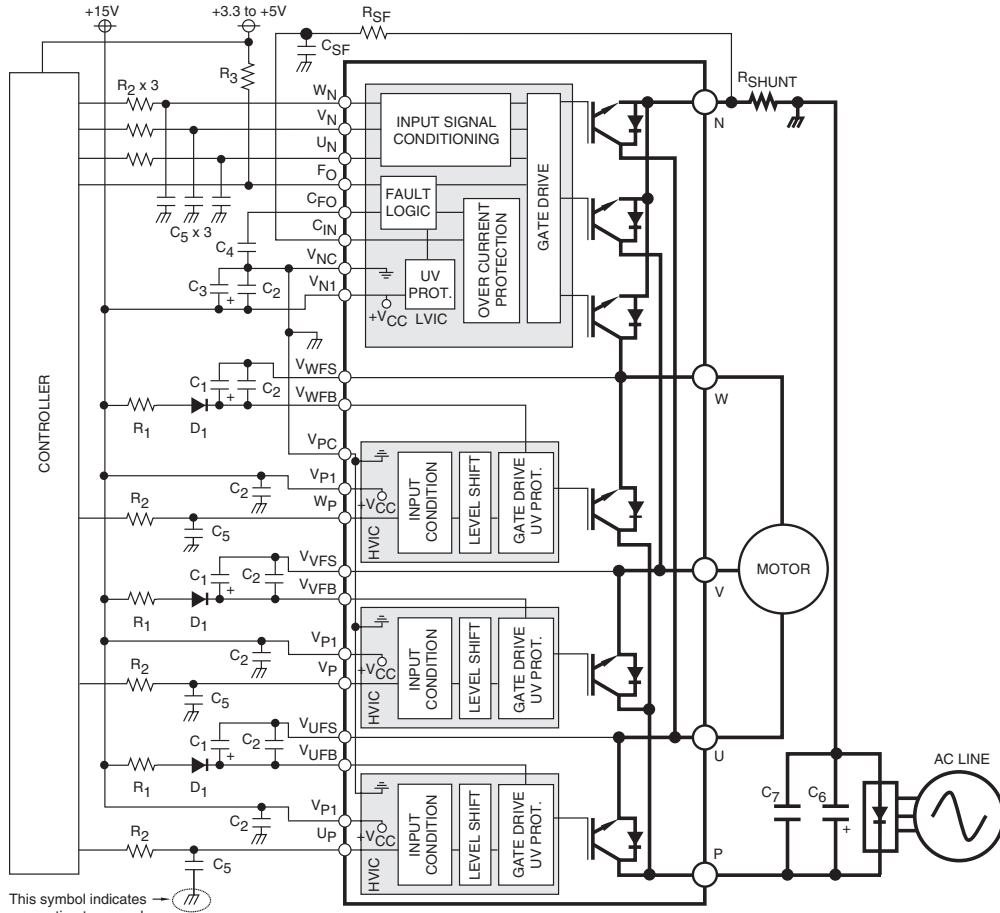 +15V
+3.3 to +5V
RSF
CSF
R3
R2 x 3
WN
VN
UN
FO
CFO
CIN
VNC
VN1
C5 x 3
C4
C3
+
C2
INPUT SIGNAL
CONDITIONING
FAULT
LOGIC
UV
PROT.
LVIC
+VCC
OVER CURRENT
PROTECTION
GATE DRIVE
N
RSHUNT
CONTROLLER
VWFS
VWFB
C1
+
C2
R1
D1
W
VPC
VP1
WP
C2
R2
C5
+VCC
HVIC
INPUT
CONDITION
LEVEL SHIFT
GATE DRIVE
UV PROT.
VVFS
VVFB
C1
+
C2
R1
D1
V
MOTOR
VP1
VP
C2
R2
C5
+VCC
HVIC
INPUT
CONDITION
LEVEL SHIFT
GATE DRIVE
UV PROT.
VUFS
VUFB
C1
+
C2
R1
D1
U
VP1
UP
C2
R2
C5
+VCC
HVIC
INPUT
CONDITION
LEVEL SHIFT
GATE DRIVE
UV PROT.
P
C7
C6
+
AC LINE
This symbol indicates